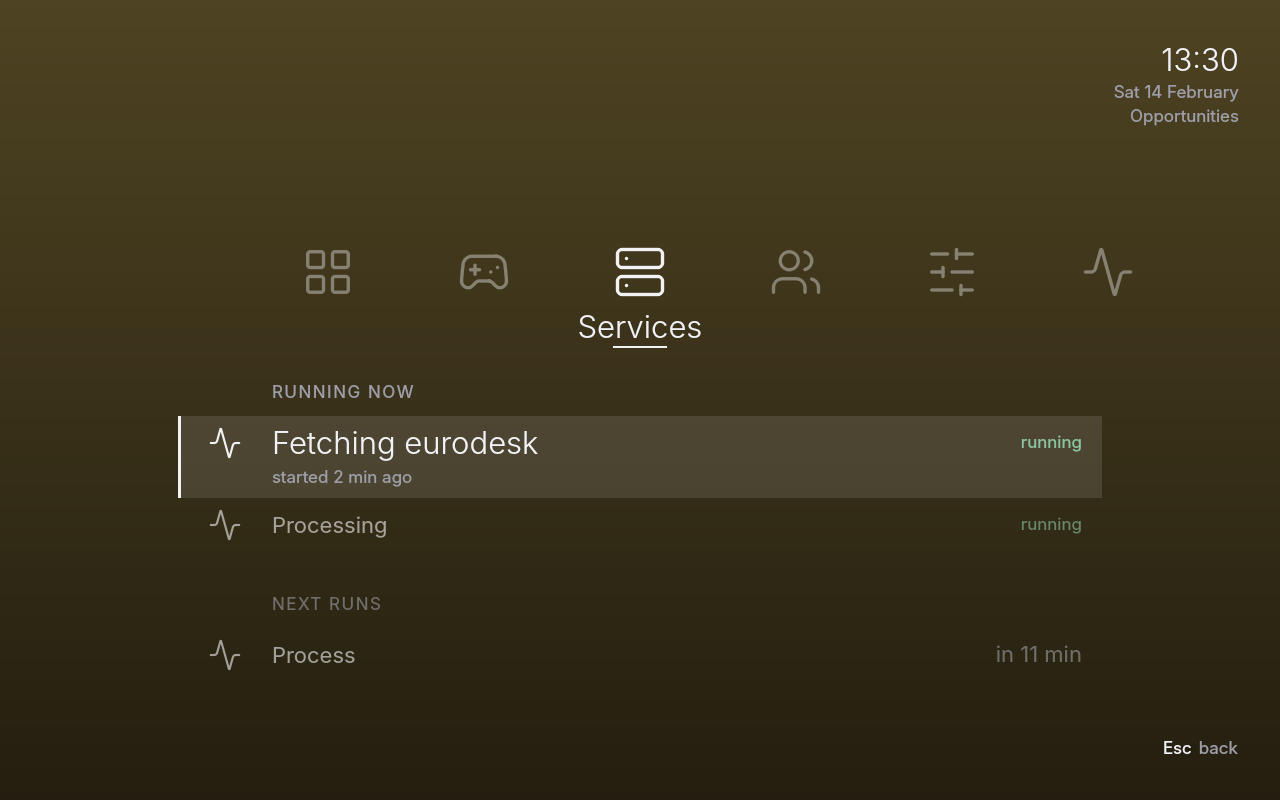 13:30
Sat 14 February
Opportunities
Services
RUNNING NOW
Fetching eurodesk
running
started 2 min ago
Processing
running
NEXT RUNS
Process
in 11 min
Esc back